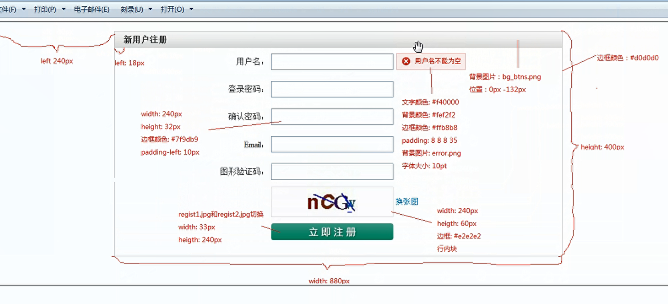 文件(F) 打印(P) 电子邮件(E) 刻录(U) 打开(O)
新用户注册
left 240px
left: 18px
用户名：
用户名不能为空
背景图片：bg_btns.png
位置：0px -132px
边框颜色：#d0d0d0
登录密码：
文字颜色: #f40000
背景颜色: #fef2f2
边框颜色: #ffb8b8
padding: 8 8 8 35
背景图片: error.png
字体大小: 10pt
确认密码：
width: 240px
height: 32px
边框颜色: #7f9db9
padding-left: 10px
Email：
height: 400px
图形验证码：
换张图
regist1.jpg和regist2.jpg切换
width: 33px
heigth: 240px
width: 240px
heigth: 60px
边框: #e2e2e2
行内块
立即注册
width: 880px